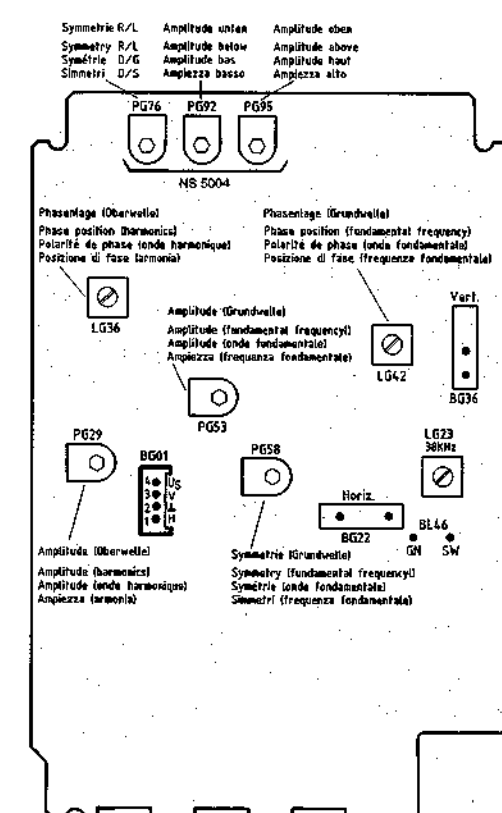 Symmetrie R/L Amplitude unten Amplitude oben
Symmetry R/L Amplitude below Amplitude above
Symétrie D/G Amplitude bas Amplitude haut
Simmetri D/S Ampiezza basso Ampiezza alto
PG76 PG92 PG95
NS 5004
Phasenlage (Oberwelle)
Phase position (harmonics)
Polarité de phase (onde harmonique)
Posizione di fase (armonia)
Phasenlage (Grundwelle)
Phase position (fundamental frequency)
Polarité de phase (onde fondamentale)
Posizione di fase (frequenza fondamentale)
LG36
Amplitude (Grundwelle)
Amplitude (fundamental frequency)
Amplitude (onde fondamentale)
Ampiezza (frequenza fondamentale)
PG53
LG42
Vert.
BG36
PG29
BG01
4 Us
3 V
2 ⊥
1 H
PG58
LG23
38KHz
Horiz.
BG22
BL46
GN SW
Amplitude (Oberwelle)
Amplitude (harmonics)
Amplitude (onde harmonique)
Ampiezza (armonia)
Symmetrie (Grundwelle)
Symmetry (fundamental frequency)
Symétrie (onde fondamentale)
Simmetri (frequenza fondamentale)